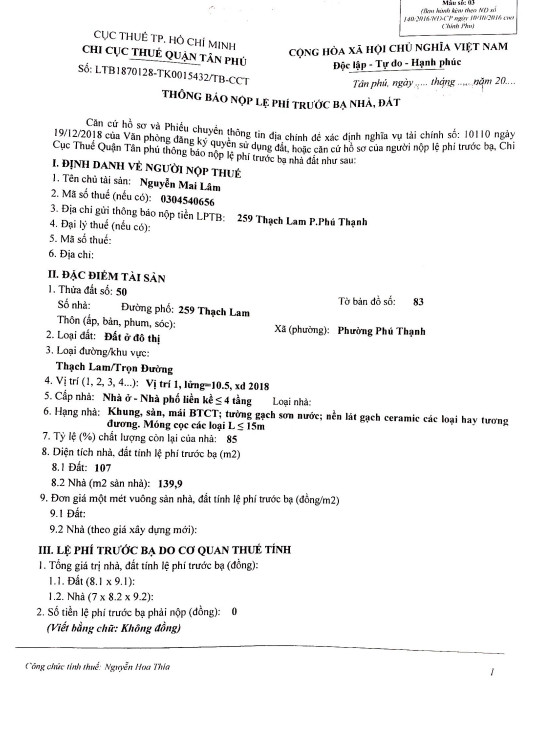 Mẫu số: 03
(Ban hành kèm theo NĐ số
140/2016/NĐ-CP ngày 10/10/2016 của
Chính Phủ)
CỤC THUẾ TP. HỒ CHÍ MINH
CHI CỤC THUẾ QUẬN TÂN PHÚ
Số: LTB1870128-TK0015432/TB-CCT
CỘNG HÒA XÃ HỘI CHỦ NGHĨA VIỆT NAM
Độc lập - Tự do - Hạnh phúc
Tân phú, ngày ..... tháng ..... năm 20....
THÔNG BÁO NỘP LỆ PHÍ TRƯỚC BẠ NHÀ, ĐẤT
Căn cứ hồ sơ và Phiếu chuyển thông tin địa chính để xác định nghĩa vụ tài chính số: 10110 ngày
19/12/2018 của Văn phòng đăng ký quyền sử dụng đất, hoặc căn cứ hồ sơ của người nộp lệ phí trước bạ, Chi
Cục Thuế Quận Tân phú thông báo nộp lệ phí trước bạ nhà đất như sau:
I. ĐỊNH DANH VỀ NGƯỜI NỘP THUẾ
1. Tên chủ tài sản: Nguyễn Mai Lâm
2. Mã số thuế (nếu có): 0304540656
3. Địa chỉ gửi thông báo nộp tiền LPTB: 259 Thạch Lam P.Phú Thạnh
4. Đại lý thuế (nếu có):
5. Mã số thuế:
6. Địa chỉ:
II. ĐẶC ĐIỂM TÀI SẢN
1. Thửa đất số: 50 Tờ bản đồ số: 83
Số nhà: Đường phố: 259 Thạch Lam
Thôn (ấp, bản, phum, sóc): Xã (phường): Phường Phú Thạnh
2. Loại đất: Đất ở đô thị
3. Loại đường/khu vực:
Thạch Lam/Trọn Đường
4. Vị trí (1, 2, 3, 4...): Vị trí 1, lửng=10.5, xd 2018
5. Cấp nhà: Nhà ở - Nhà phố liền kề ≤ 4 tầng Loại nhà:
6. Hạng nhà: Khung, sàn, mái BTCT; tường gạch sơn nước; nền lát gạch ceramic các loại hay tương
đương. Móng cọc các loại L ≤ 15m
7. Tỷ lệ (%) chất lượng còn lại của nhà: 85
8. Diện tích nhà, đất tính lệ phí trước bạ (m2)
8.1 Đất: 107
8.2 Nhà (m2 sàn nhà): 139,9
9. Đơn giá một mét vuông sàn nhà, đất tính lệ phí trước bạ (đồng/m2)
9.1 Đất:
9.2 Nhà (theo giá xây dựng mới):
III. LỆ PHÍ TRƯỚC BẠ DO CƠ QUAN THUẾ TÍNH
1. Tổng giá trị nhà, đất tính lệ phí trước bạ (đồng):
1.1. Đất (8.1 x 9.1):
1.2. Nhà (7 x 8.2 x 9.2):
2. Số tiền lệ phí trước bạ phải nộp (đồng): 0
(Viết bằng chữ: Không đồng)
Công chức tính thuế: Nguyễn Hoa Thia
1